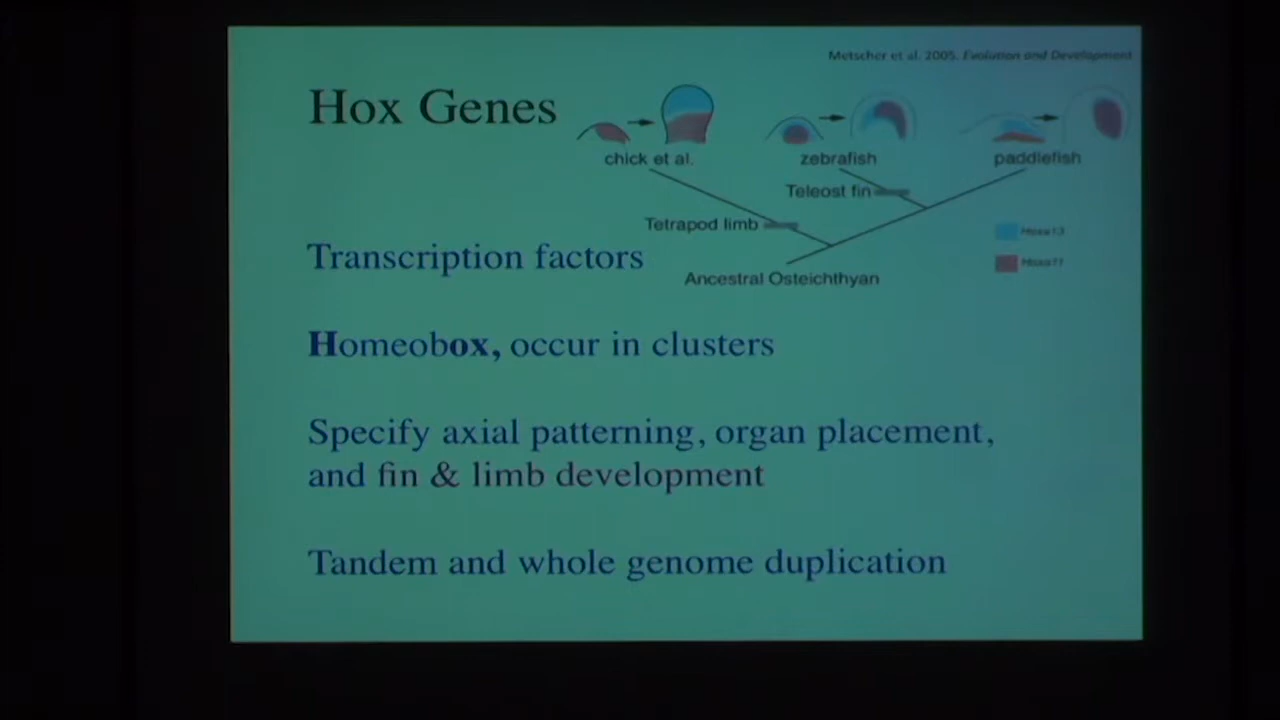 Metscher et al. 2005. Evolution and Development
Hox Genes
chick et al.
zebrafish
paddlefish
Teleost fin
Tetrapod limb
Hoxa13
Hoxa11
Ancestral Osteichthyan
Transcription factors
Homeobox, occur in clusters
Specify axial patterning, organ placement,
and fin & limb development
Tandem and whole genome duplication